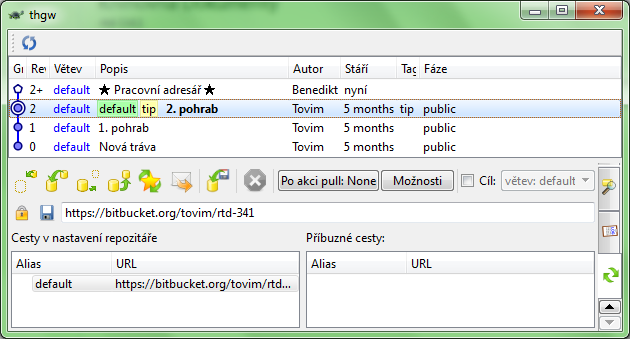 thgw
Gr Rev Větev Popis Autor Stáří Tag Fáze
2+ default ★ Pracovní adresář ★ Benedikt nyní
2 default default tip 2. pohrab Tovim 5 months tip public
1 default 1. pohrab Tovim 5 months public
0 default Nová tráva Tovim 5 months public
Po akci pull: None Možnosti Cíl: větev: default
https://bitbucket.org/tovim/rtd-341
Cesty v nastavení repozitáře Příbuzné cesty:
Alias URL Alias URL
default https://bitbucket.org/tovim/rtd...